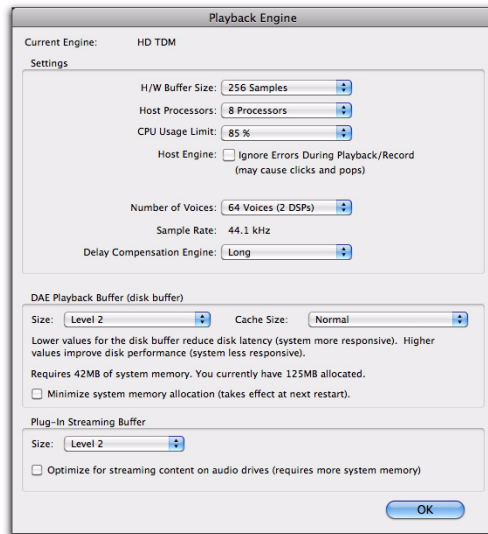 Playback Engine
Current Engine: HD TDM
Settings
H/W Buffer Size: 256 Samples
Host Processors: 8 Processors
CPU Usage Limit: 85 %
Host Engine: Ignore Errors During Playback/Record
(may cause clicks and pops)
Number of Voices: 64 Voices (2 DSPs)
Sample Rate: 44.1 kHz
Delay Compensation Engine: Long
DAE Playback Buffer (disk buffer)
Size: Level 2 Cache Size: Normal
Lower values for the disk buffer reduce disk latency (system more responsive). Higher
values improve disk performance (system less responsive).
Requires 42MB of system memory. You currently have 125MB allocated.
Minimize system memory allocation (takes effect at next restart).
Plug-In Streaming Buffer
Size: Level 2
Optimize for streaming content on audio drives (requires more system memory)
OK